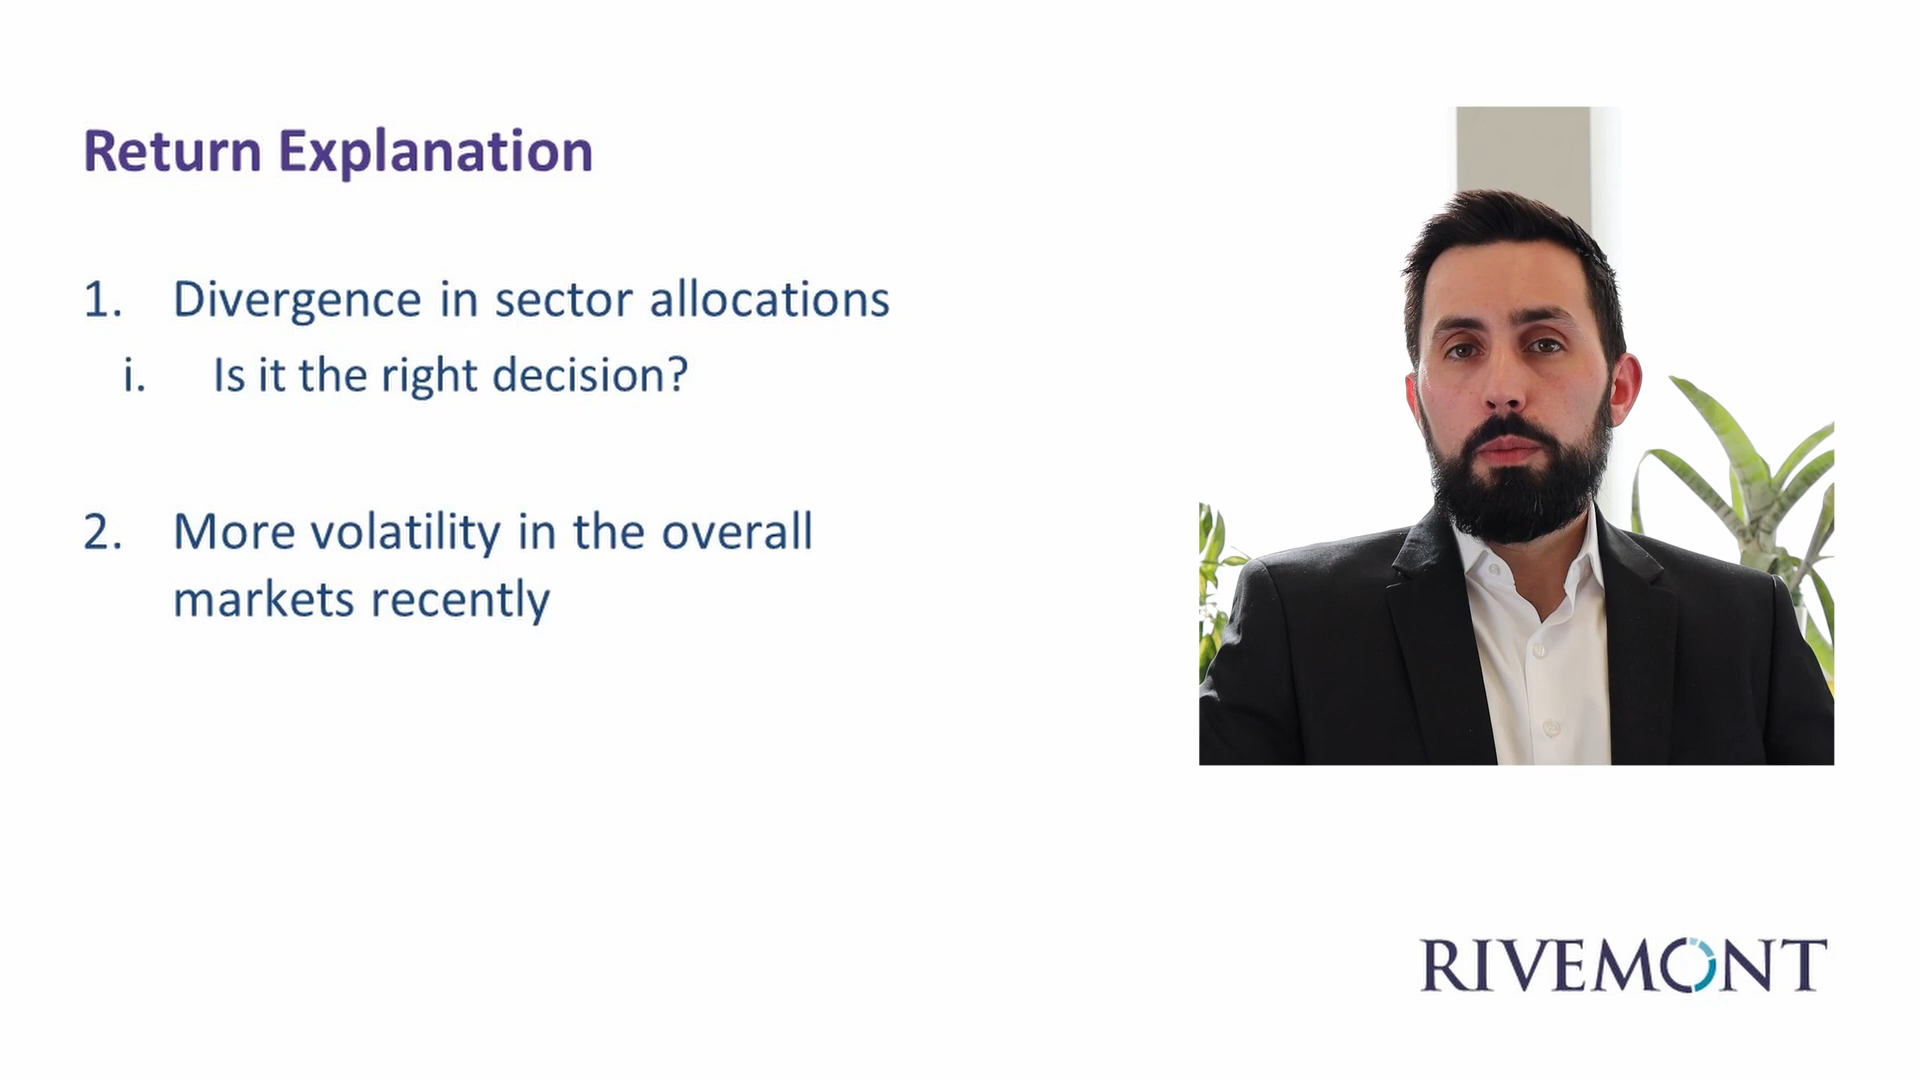 Return Explanation
1. Divergence in sector allocations
i. Is it the right decision?
2. More volatility in the overall
markets recently
RIVEMONT